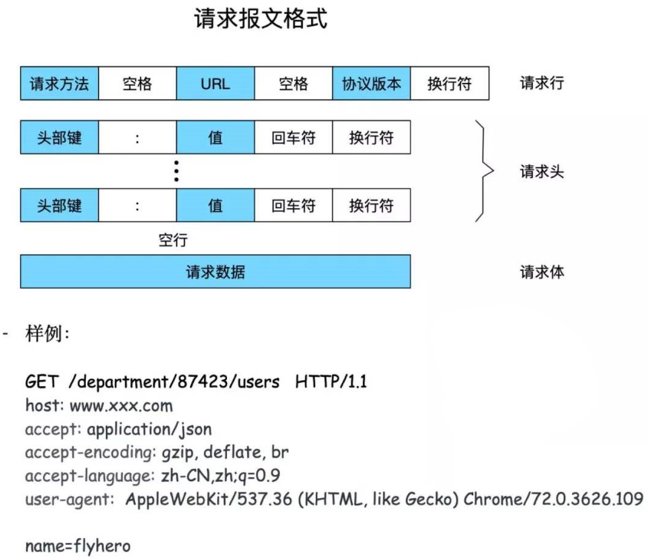 请求报文格式
请求方法 空格 URL 空格 协议版本 换行符 请求行
头部键 : 值 回车符 换行符
请求头
头部键 : 值 回车符 换行符
空行
请求数据 请求体
- 样例:
GET /department/87423/users HTTP/1.1
host: www.xxx.com
accept: application/json
accept-encoding: gzip, deflate, br
accept-language: zh-CN,zh;q=0.9
user-agent: AppleWebKit/537.36 (KHTML, like Gecko) Chrome/72.0.3626.109
name=flyhero